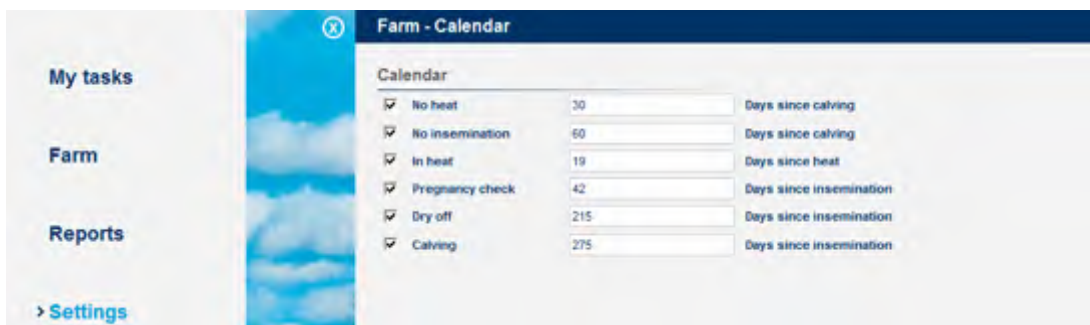 My tasks
Farm
Reports
> Settings
X
Farm - Calendar
Calendar
No heat 30 Days since calving
No insemination 60 Days since calving
In heat 19 Days since heat
Pregnancy check 42 Days since insemination
Dry off 215 Days since insemination
Calving 275 Days since insemination